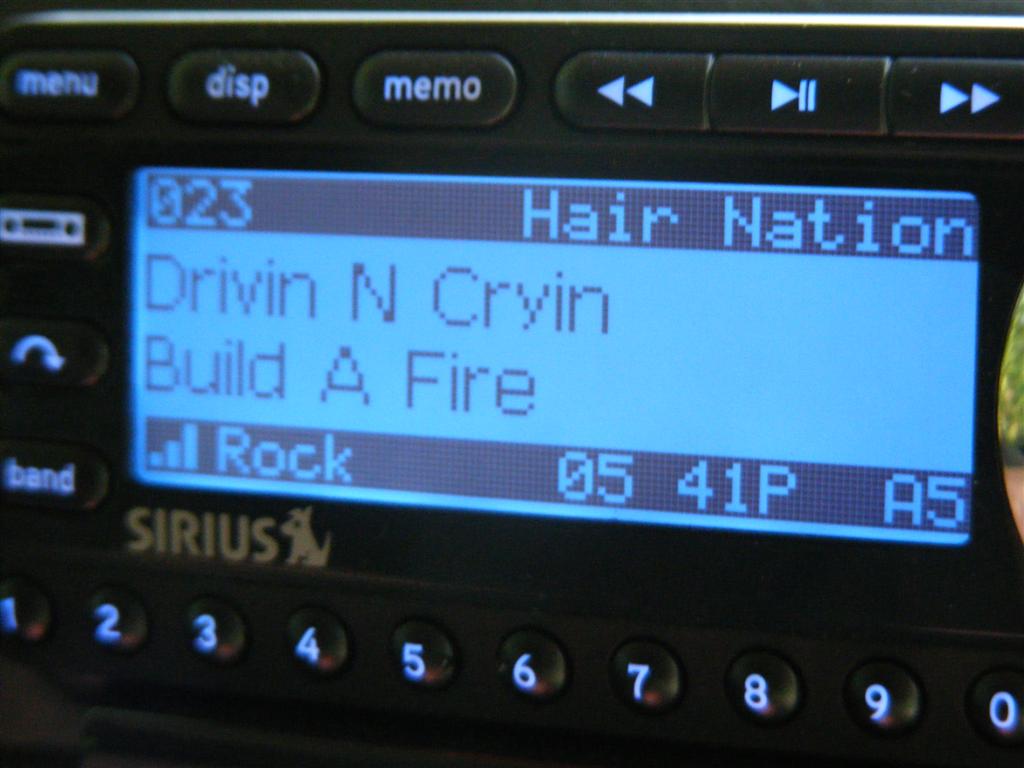 menu disp memo
023 Hair Nation
Drivin N Cryin
Build A Fire
Rock 05 41P A5
band
SIRIUS
1 2 3 4 5 6 7 8 9 0